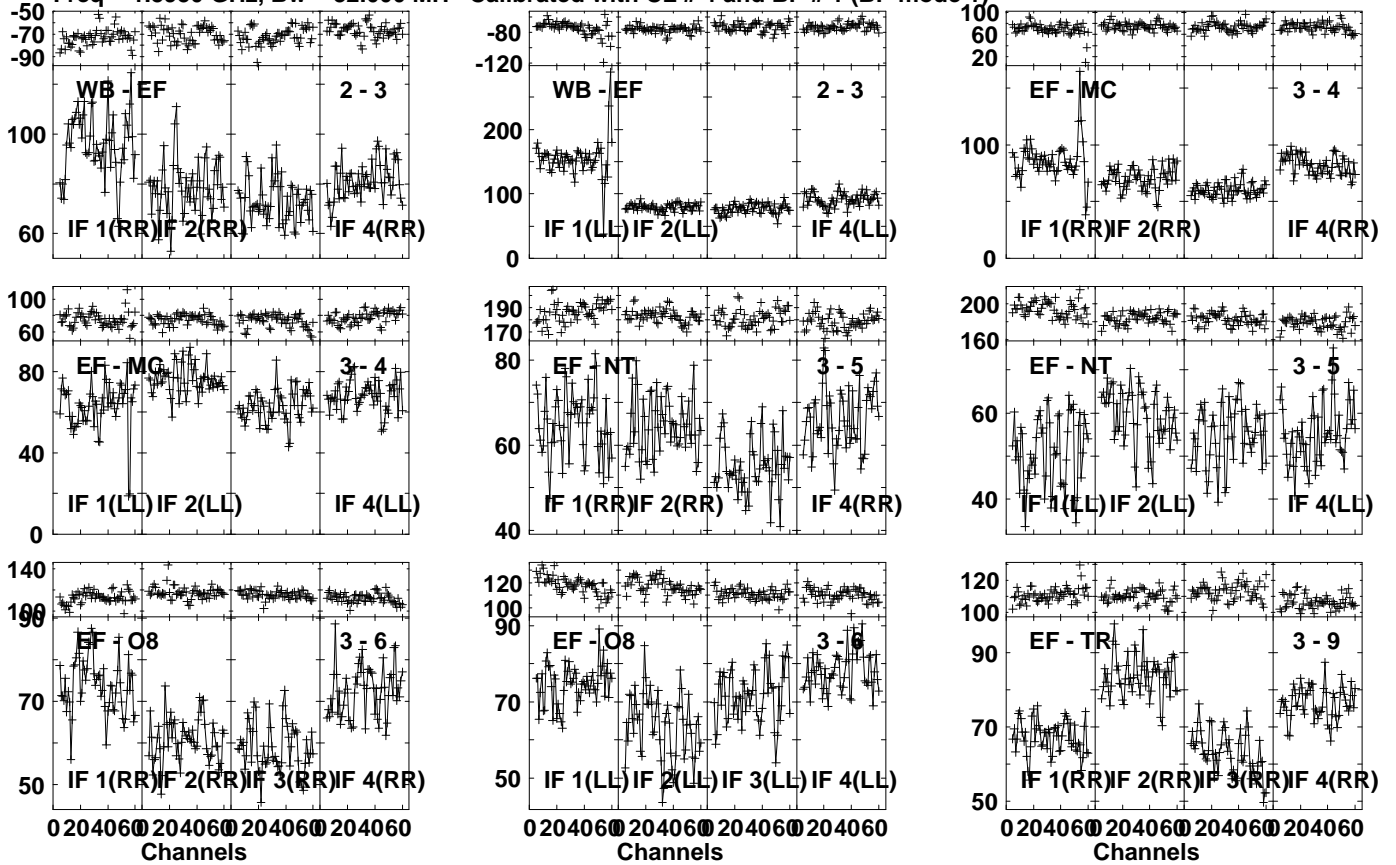 -50
-70
-90
100
60
WB - EF 2 - 3
IF 1(RR) IF 2(RR) IF 4(RR)
-80
-120
200
100
0
WB - EF 2 - 3
IF 1(LL) IF 2(LL) IF 4(LL)
100
60
20
100
0
EF - MC 3 - 4
IF 1(RR) IF 2(RR) IF 4(RR)
100
60
80
40
0
EF - MC 3 - 4
IF 1(LL) IF 2(LL) IF 4(LL)
190
170
80
60
40
EF - NT 3 - 5
IF 1(RR) IF 2(RR) IF 4(RR)
200
160
60
40
EF - NT 3 - 5
IF 1(LL) IF 2(LL) IF 4(LL)
140
100
90
70
50
EF - O8 3 - 6
IF 1(RR) IF 2(RR) IF 3(RR) IF 4(RR)
0 204060 0 204060 0 204060 0 204060
Channels
120
100
90
70
50
EF - O8 3 - 6
IF 1(LL) IF 2(LL) IF 3(LL) IF 4(LL)
0 204060 0 204060 0 204060 0 204060
Channels
120
100
90
70
50
EF - TR 3 - 9
IF 1(RR) IF 2(RR) IF 3(RR) IF 4(RR)
0 204060 0 204060 0 204060 0 204060
Channels